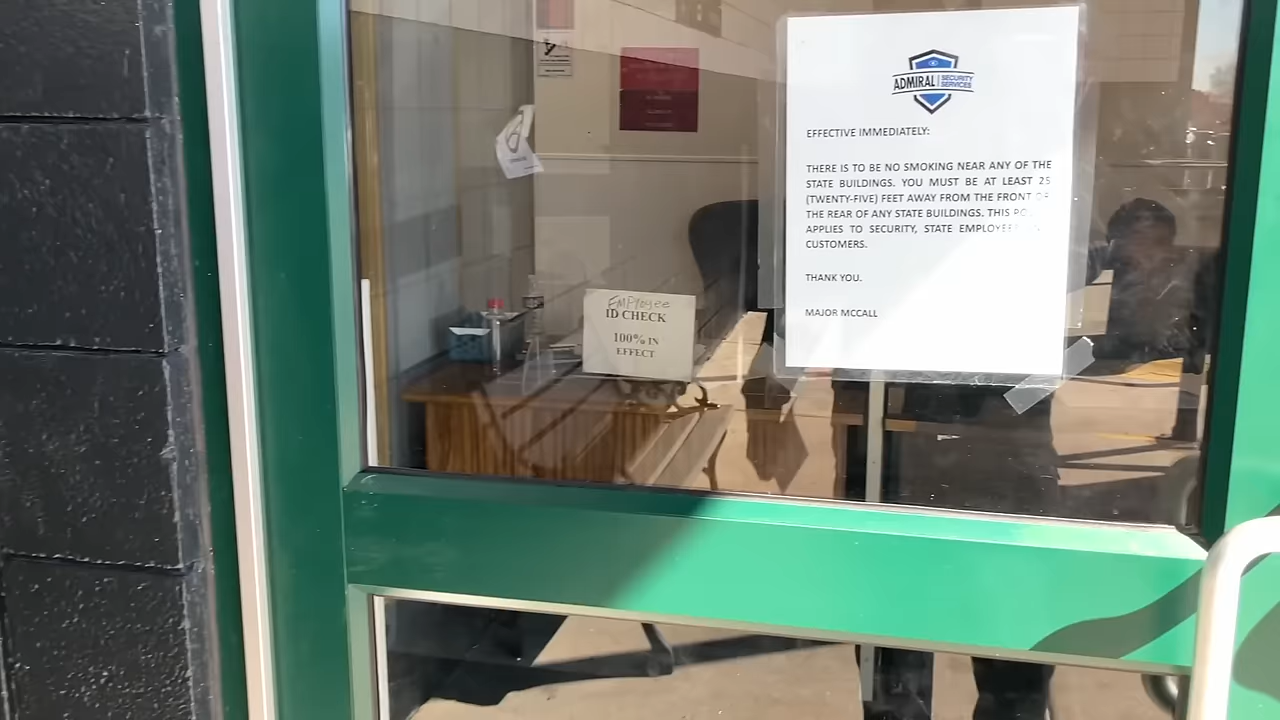 ADMIRAL SECURITY SERVICES
EFFECTIVE IMMEDIATELY:
THERE IS TO BE NO SMOKING NEAR ANY OF THE
STATE BUILDINGS. YOU MUST BE AT LEAST 25
(TWENTY-FIVE) FEET AWAY FROM THE FRONT
THE REAR OF ANY STATE BUILDINGS. THIS
APPLIES TO SECURITY, STATE
CUSTOMERS.
THANK YOU.
MAJOR MCCALL
EMPloyee
ID CHECK
100% IN
EFFECT